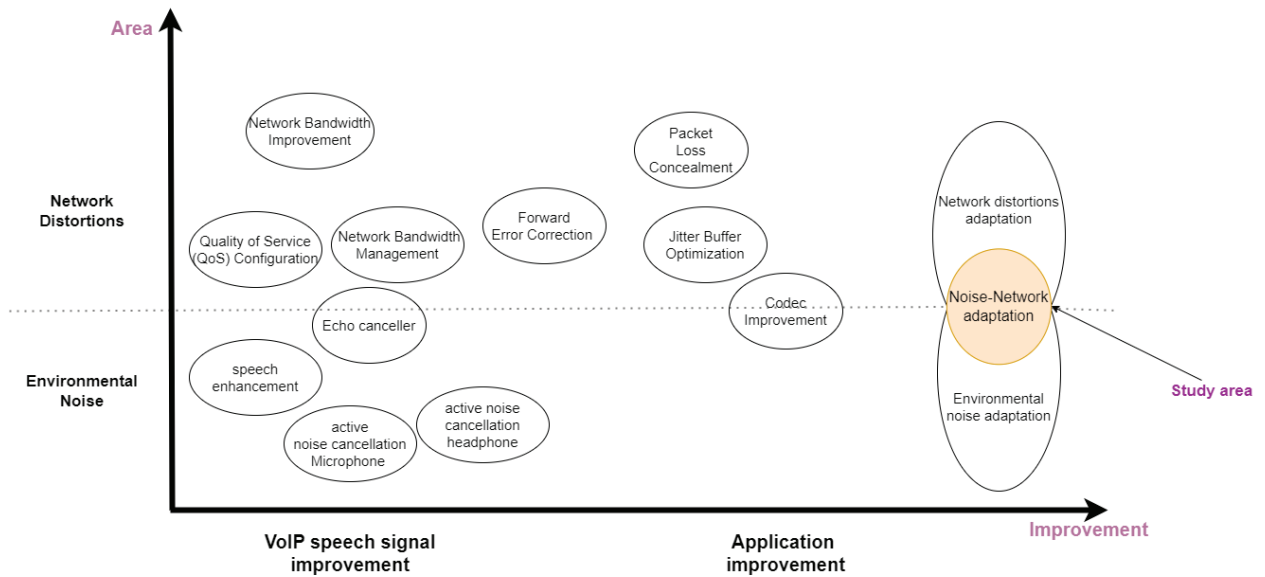 Area
Network Bandwidth
Improvement
Packet
Loss
Concealment
Network
Distortions
Quality of Service
(QoS) Configuration
Network Bandwidth
Management
Forward
Error Correction
Jitter Buffer
Optimization
Network distortions
adaptation
Codec
Improvement
Noise-Network
adaptation
Echo canceller
Environmental
Noise
speech
enhancement
active
noise cancellation
Microphone
active noise
cancellation
headphone
Environment
noise adaptation
Study area
Improvement
VoIP speech signal
improvement
Application
improvement